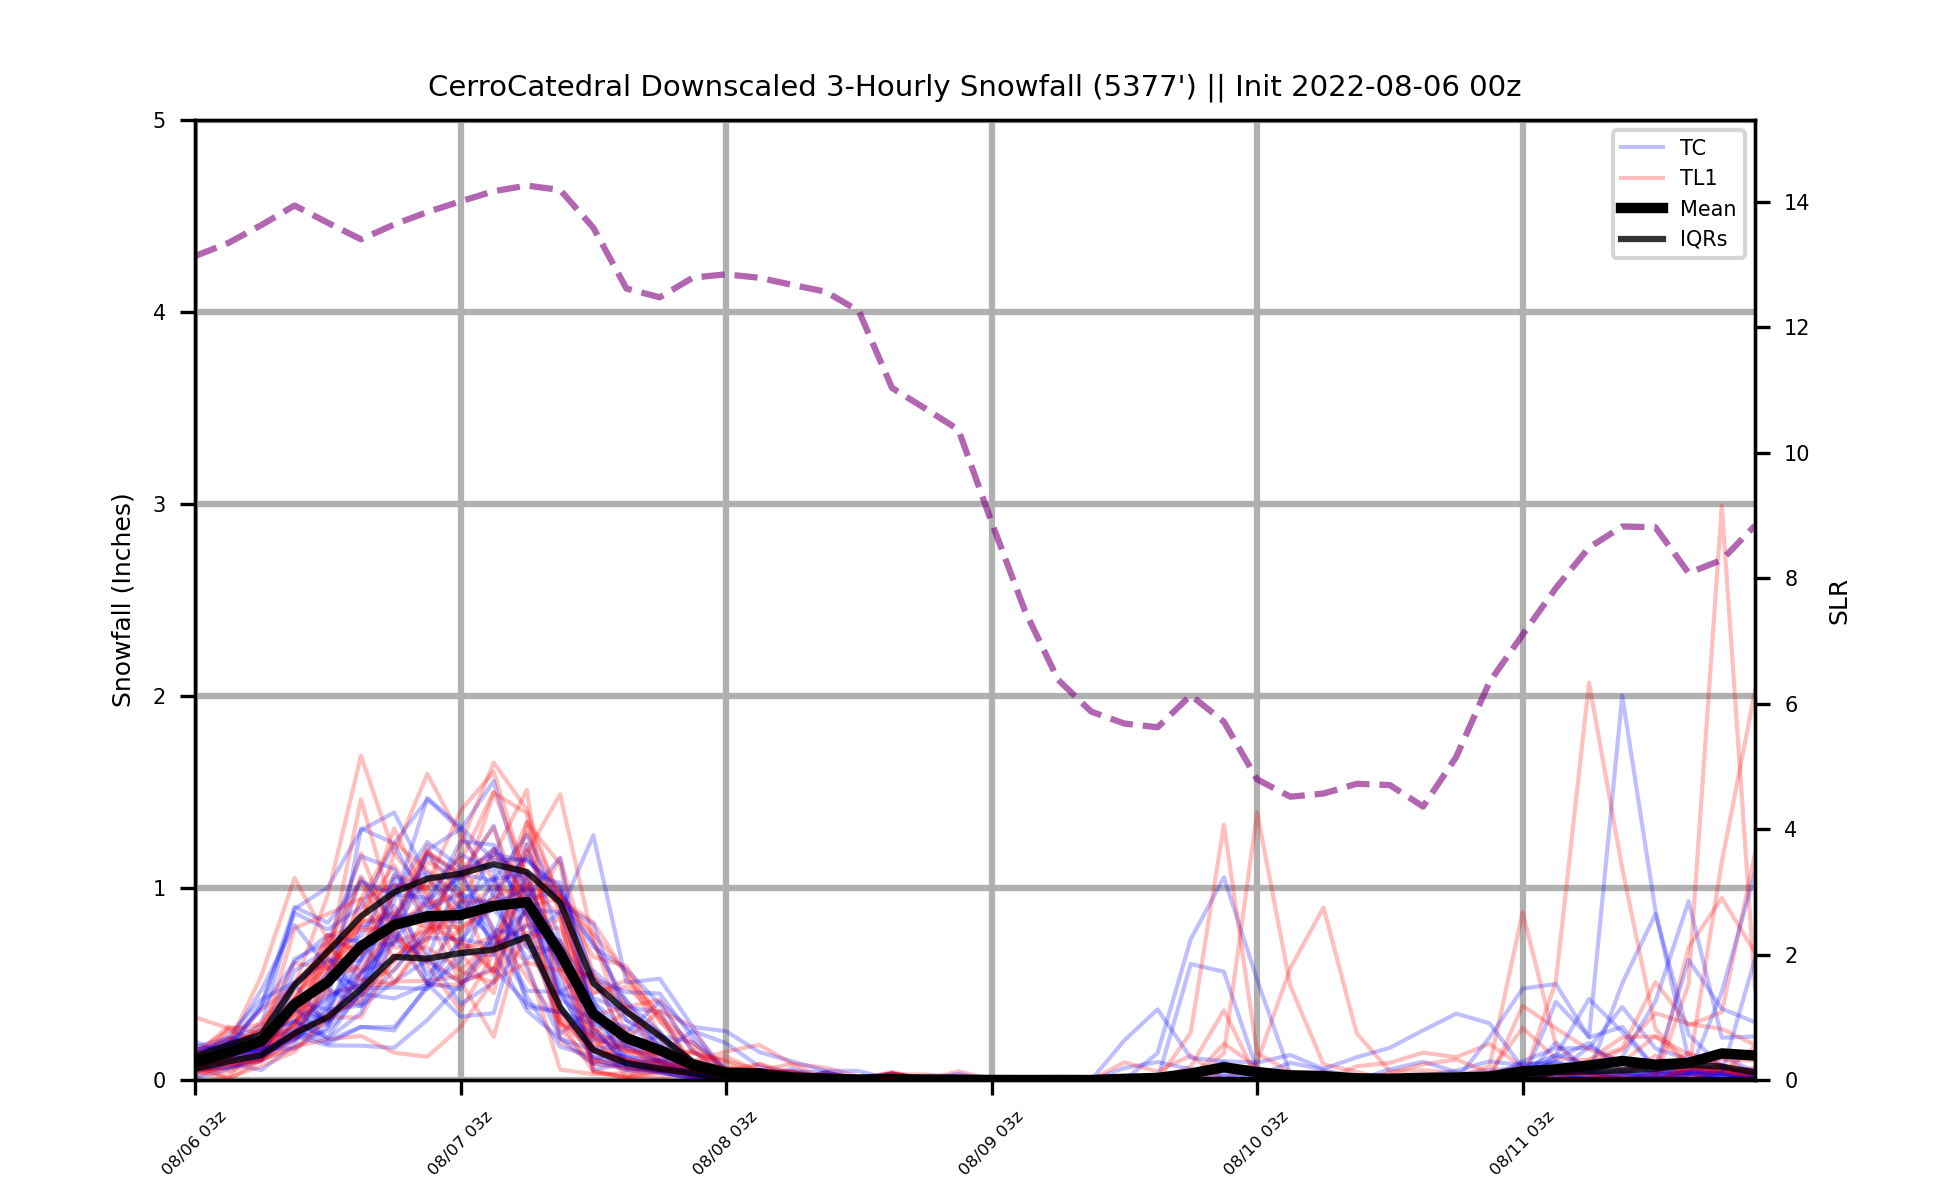 CerroCatedral Downscaled 3-Hourly Snowfall (5377') || Init 2022-08-06 00z
5
4
3
2
1
0
Snowfall (Inches)
TC
TL1
Mean
IQRs
14
12
10
8
6
4
2
0
SLR
08/06 03z
08/07 03z
08/08 03z
08/09 03z
08/10 03z
08/11 03z